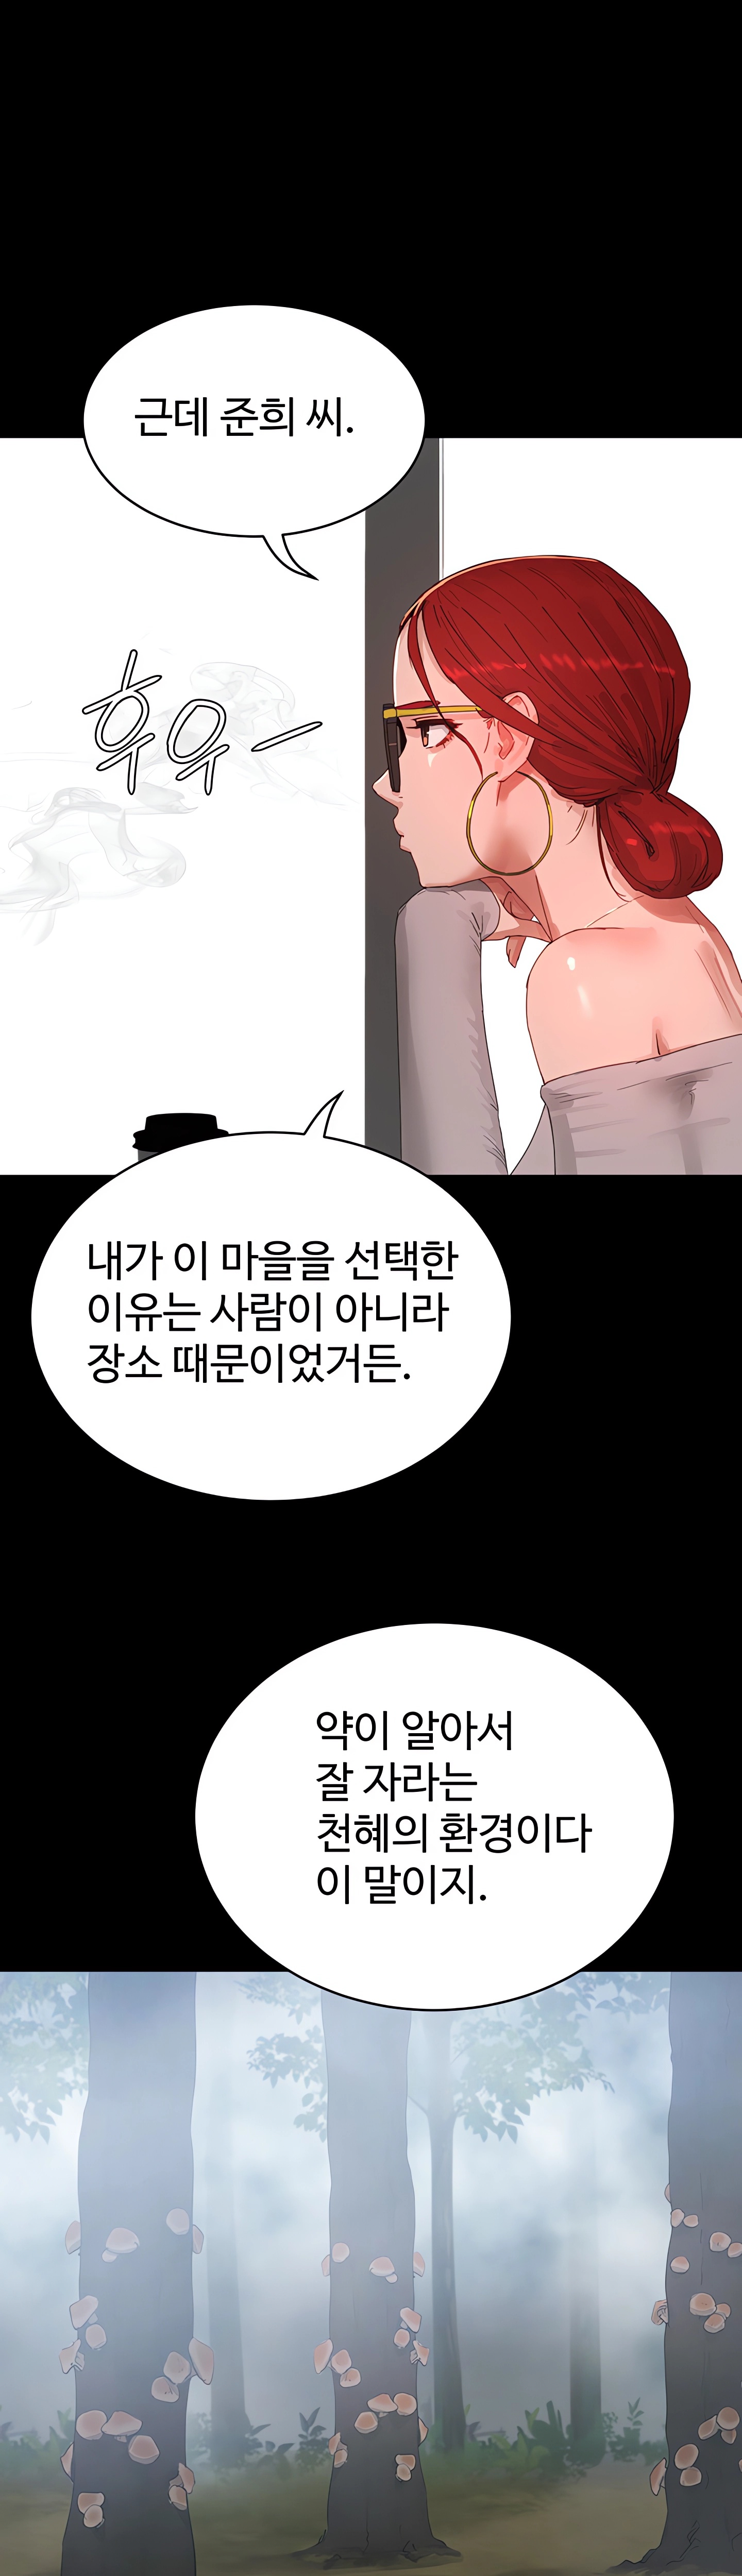 근데 준희 씨.
후우-
내가 이 마을을 선택한
이유는 사람이 아니라
장소 때문이었거든.
약이 알아서
잘 자라는
천혜의 환경이다
이 말이지.